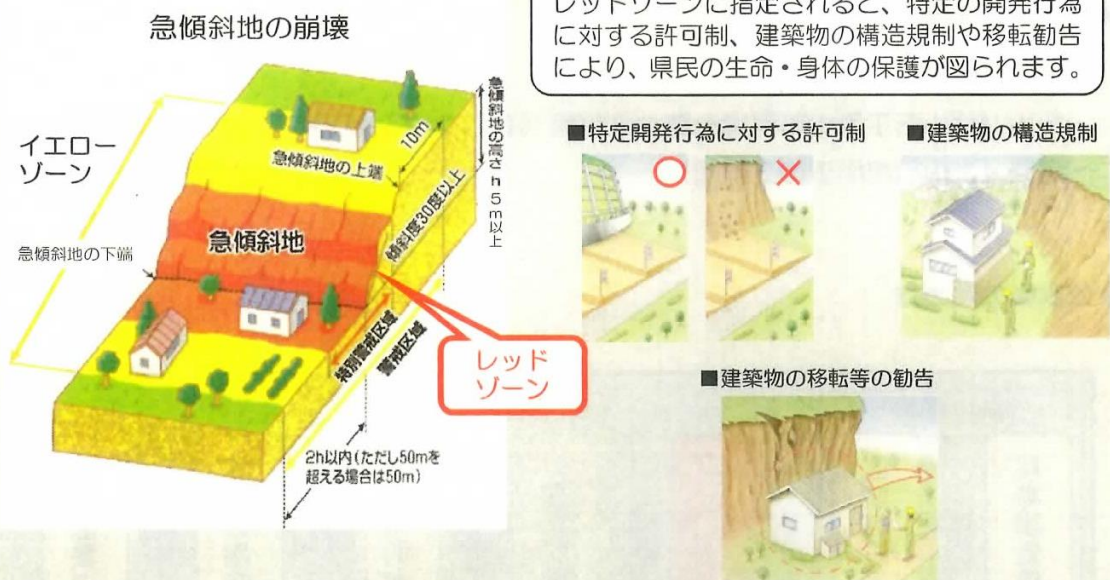 急傾斜地の崩壊
イエロー
ゾーン
急傾斜地の下端
急傾斜地
急傾斜地の上端
10m
急傾斜地の高さｈ５ｍ以上
傾斜度30度以上
特別警戒区域
警戒区域
レッド
ゾーン
2h以内(ただし50mを
超える場合は50m)
レッドゾーンに指定されると、特定の開発行為
に対する許可制、建築物の構造規制や移転勧告
により、県民の生命・身体の保護が図られます。
■特定開発行為に対する許可制
■建築物の構造規制
■建築物の移転等の勧告